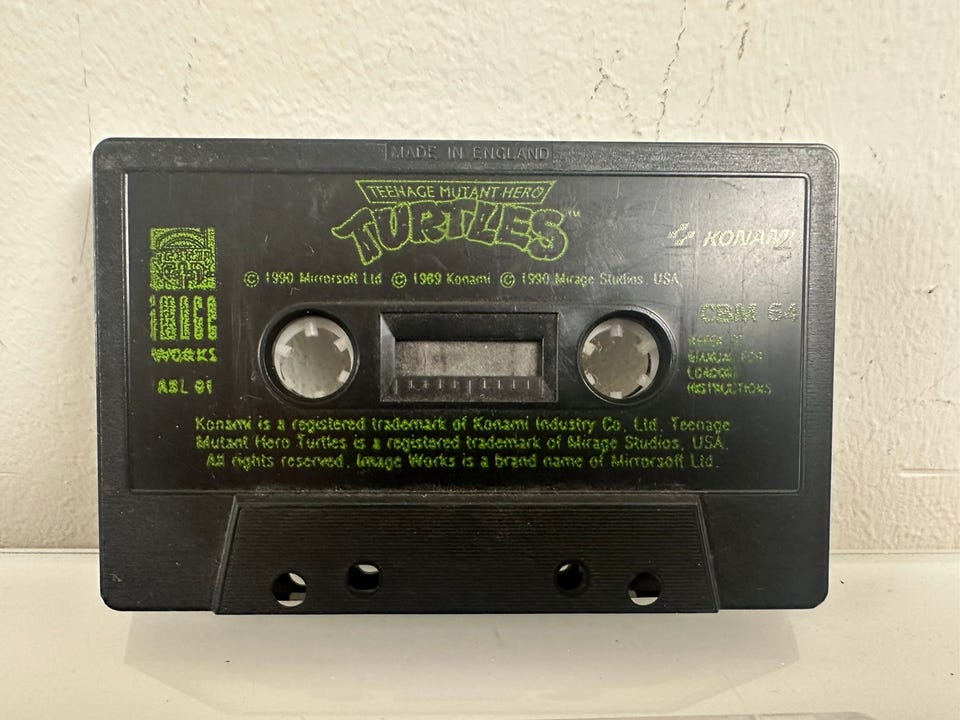 MADE IN ENGLAND
TEENAGE MUTANT HERO
TURTLES™
KONAMI
© 1990 Mirrorsoft Ltd © 1989 Konami © 1990 Mirage Studios, USA
IMAGE
WORKS
CBM 64
REFER TO
MANUAL FOR
LOADING
INSTRUCTIONS
Konami is a registered trademark of Konami Industry Co. Ltd. Teenage
Mutant Hero Turtles is a registered trademark of Mirage Studios, USA.
All rights reserved. Image Works is a brand name of Mirrorsoft Ltd.